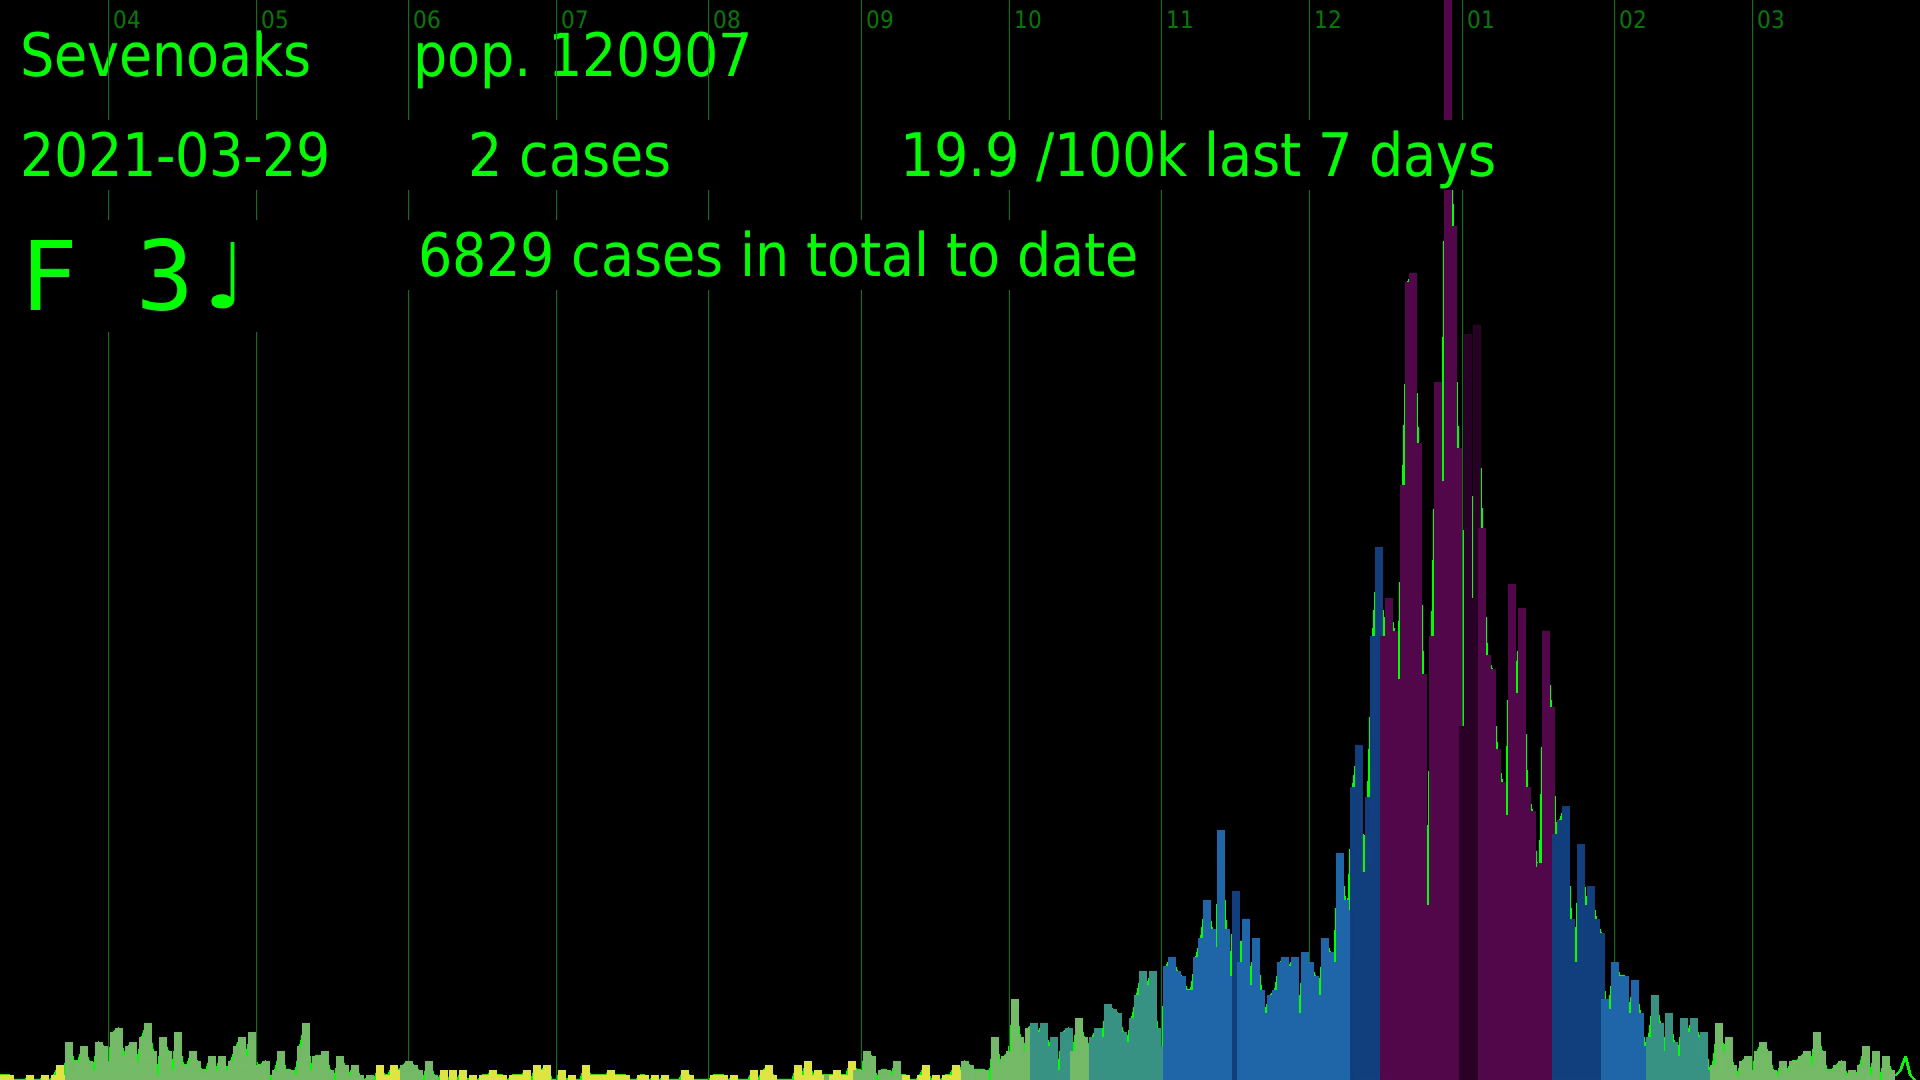 04 05 06 07 08 09 10 11 12 01 02 03
Sevenoaks pop. 120907
2021-03-29 2 cases 19.9 /100k last 7 days
F 3♩ 6829 cases in total to date